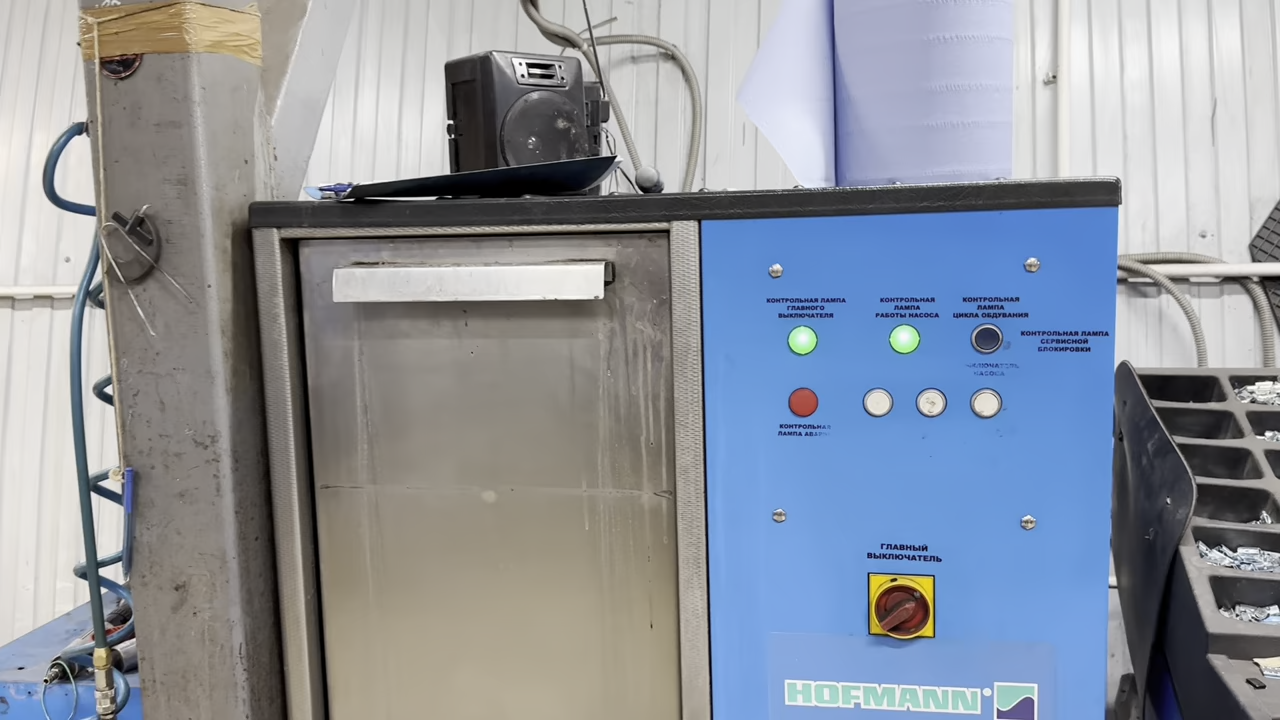 КОНТРОЛЬНАЯ ЛАМПА
ГЛАВНОГО
ВЫКЛЮЧАТЕЛЯ
КОНТРОЛЬНАЯ
ЛАМПА
РАБОТЫ НАСОСА
КОНТРОЛЬНАЯ
ЛАМПА
ЦИКЛА ОБДУВАНИЯ
КОНТРОЛЬНАЯ ЛАМПА
СЕРВИСНОЙ
БЛОКИРОВКИ
НАСОСА
КОНТРОЛЬНАЯ
ЛАМПА
ГЛАВНЫЙ
ВЫКЛЮЧАТЕЛЬ
HOFMANN®